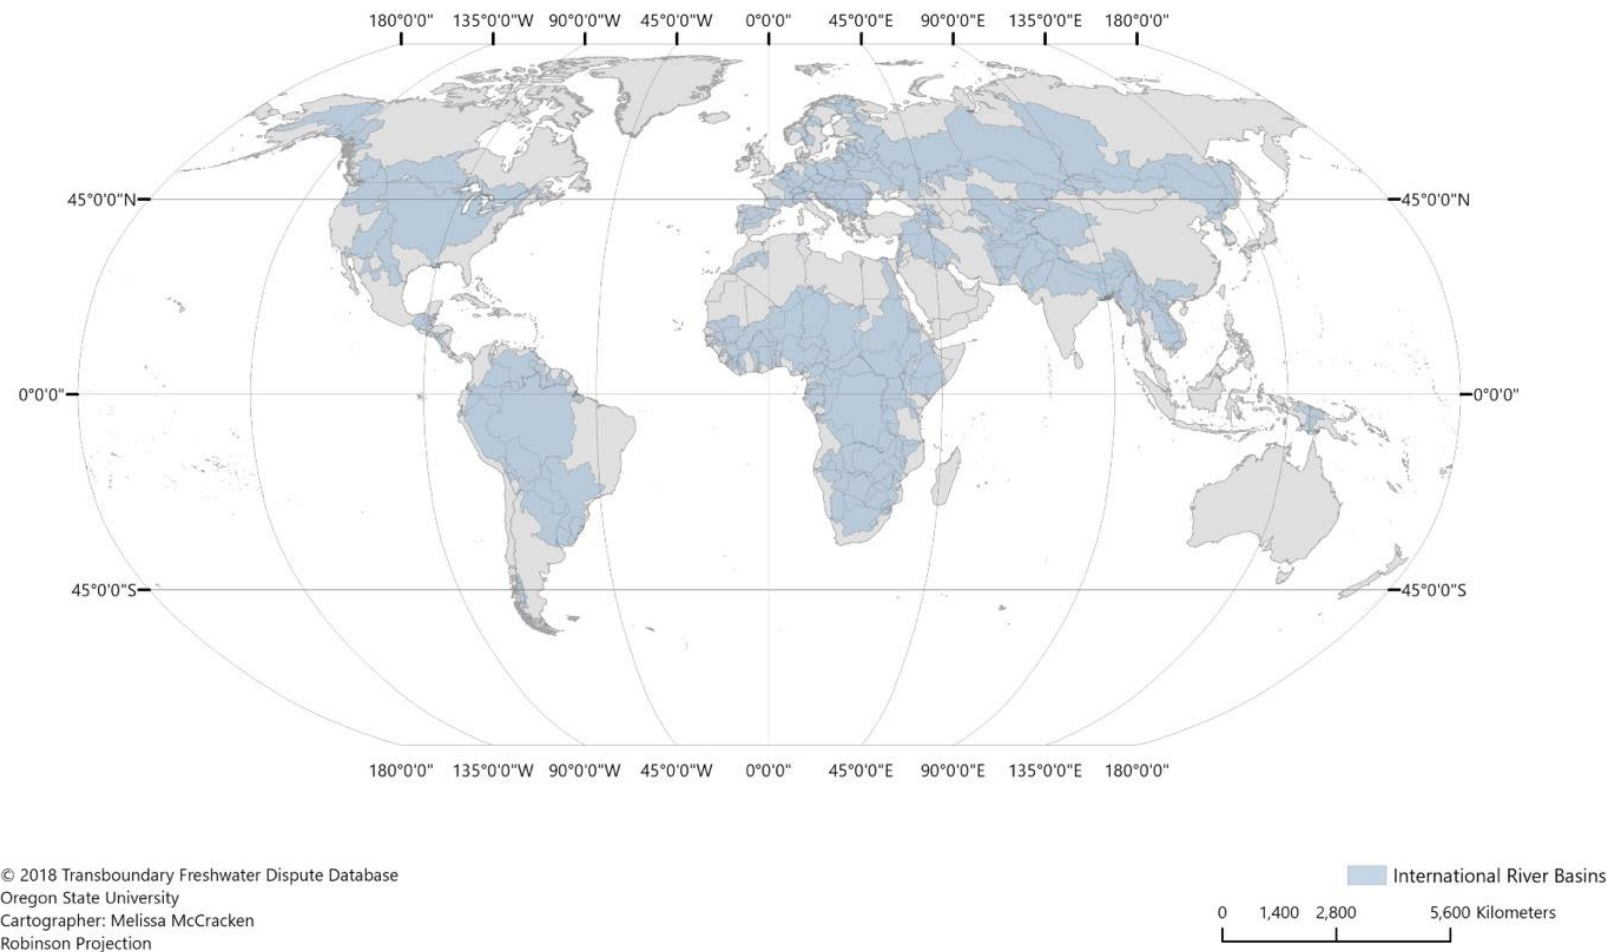 180°0'0" 135°0'0"W 90°0'0"W 45°0'0"W 0°0'0" 45°0'0"E 90°0'0"E 135°0'0"E 180°0'0"
45°0'0"N 45°0'0"N
0°0'0" 0°0'0"
45°0'0"S 45°0'0"S
180°0'0" 135°0'0"W 90°0'0"W 45°0'0"W 0°0'0" 45°0'0"E 90°0'0"E 135°0'0"E 180°0'0"
© 2018 Transboundary Freshwater Dispute Database
Oregon State University
Cartographer: Melissa McCracken
Robinson Projection
International River Basins
0 1,400 2,800 5,600 Kilometers